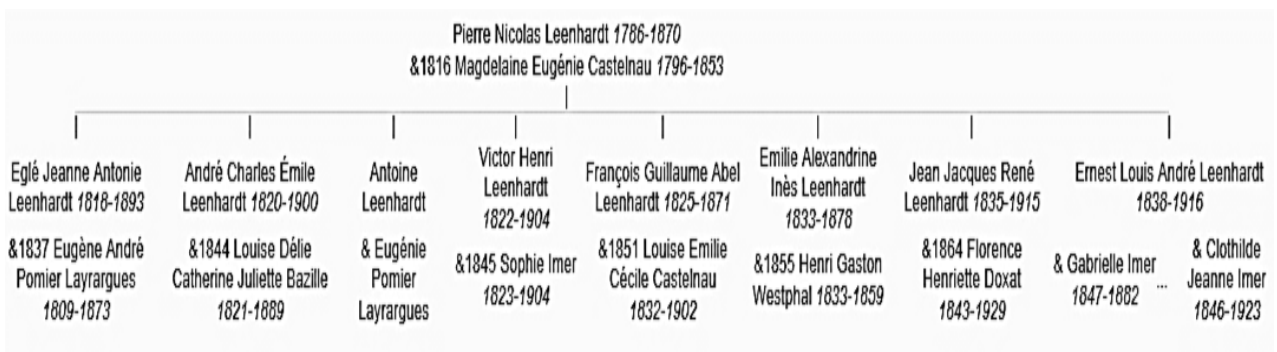 Pierre Nicolas Leenhardt 1786-1870
&1816 Magdelaine Eugénie Castelnau 1796-1853
Eglé Jeanne Antonie
Leenhardt 1818-1893
&1837 Eugène André
Pomier Layrargues
1809-1873
André Charles Émile
Leenhardt 1820-1900
&1844 Louise Délie
Catherine Juliette Bazille
1821-1889
Antoine
Leenhardt
& Eugénie
Pomier
Layrargues
Victor Henri
Leenhardt
1822-1904
&1845 Sophie Imer
1823-1904
François Guillaume Abel
Leenhardt 1825-1871
&1851 Louise Emilie
Cécile Castelnau
1832-1902
Emilie Alexandrine
Inès Leenhardt
1833-1878
&1855 Henri Gaston
Westphal 1833-1859
Jean Jacques René
Leenhardt 1835-1915
&1864 Florence
Henriette Doxat
1843-1929
Ernest Louis André Leenhardt
1838-1916
& Gabrielle Imer
1847-1882
...
& Clothilde
Jeanne Imer
1846-1923